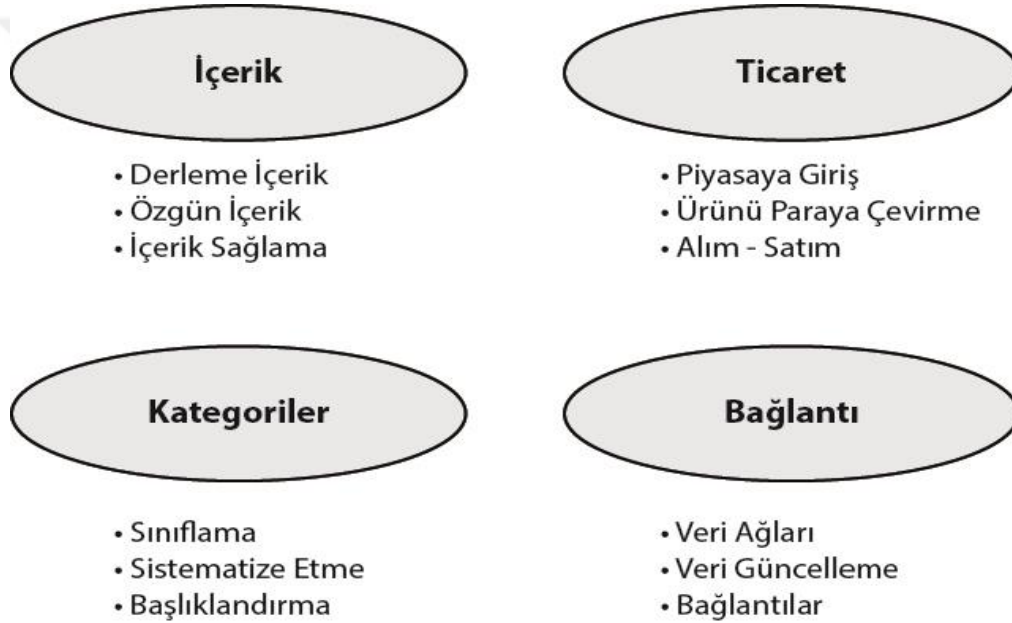 İçerik
• Derleme İçerik
• Özgün İçerik
• İçerik Sağlama
Ticaret
• Piyasaya Giriş
• Ürünü Paraya Çevirme
• Alım - Satım
Kategoriler
• Sınıflama
• Sistematize Etme
• Başlıklandırma
Bağlantı
• Veri Ağları
• Veri Güncelleme
• Bağlantılar